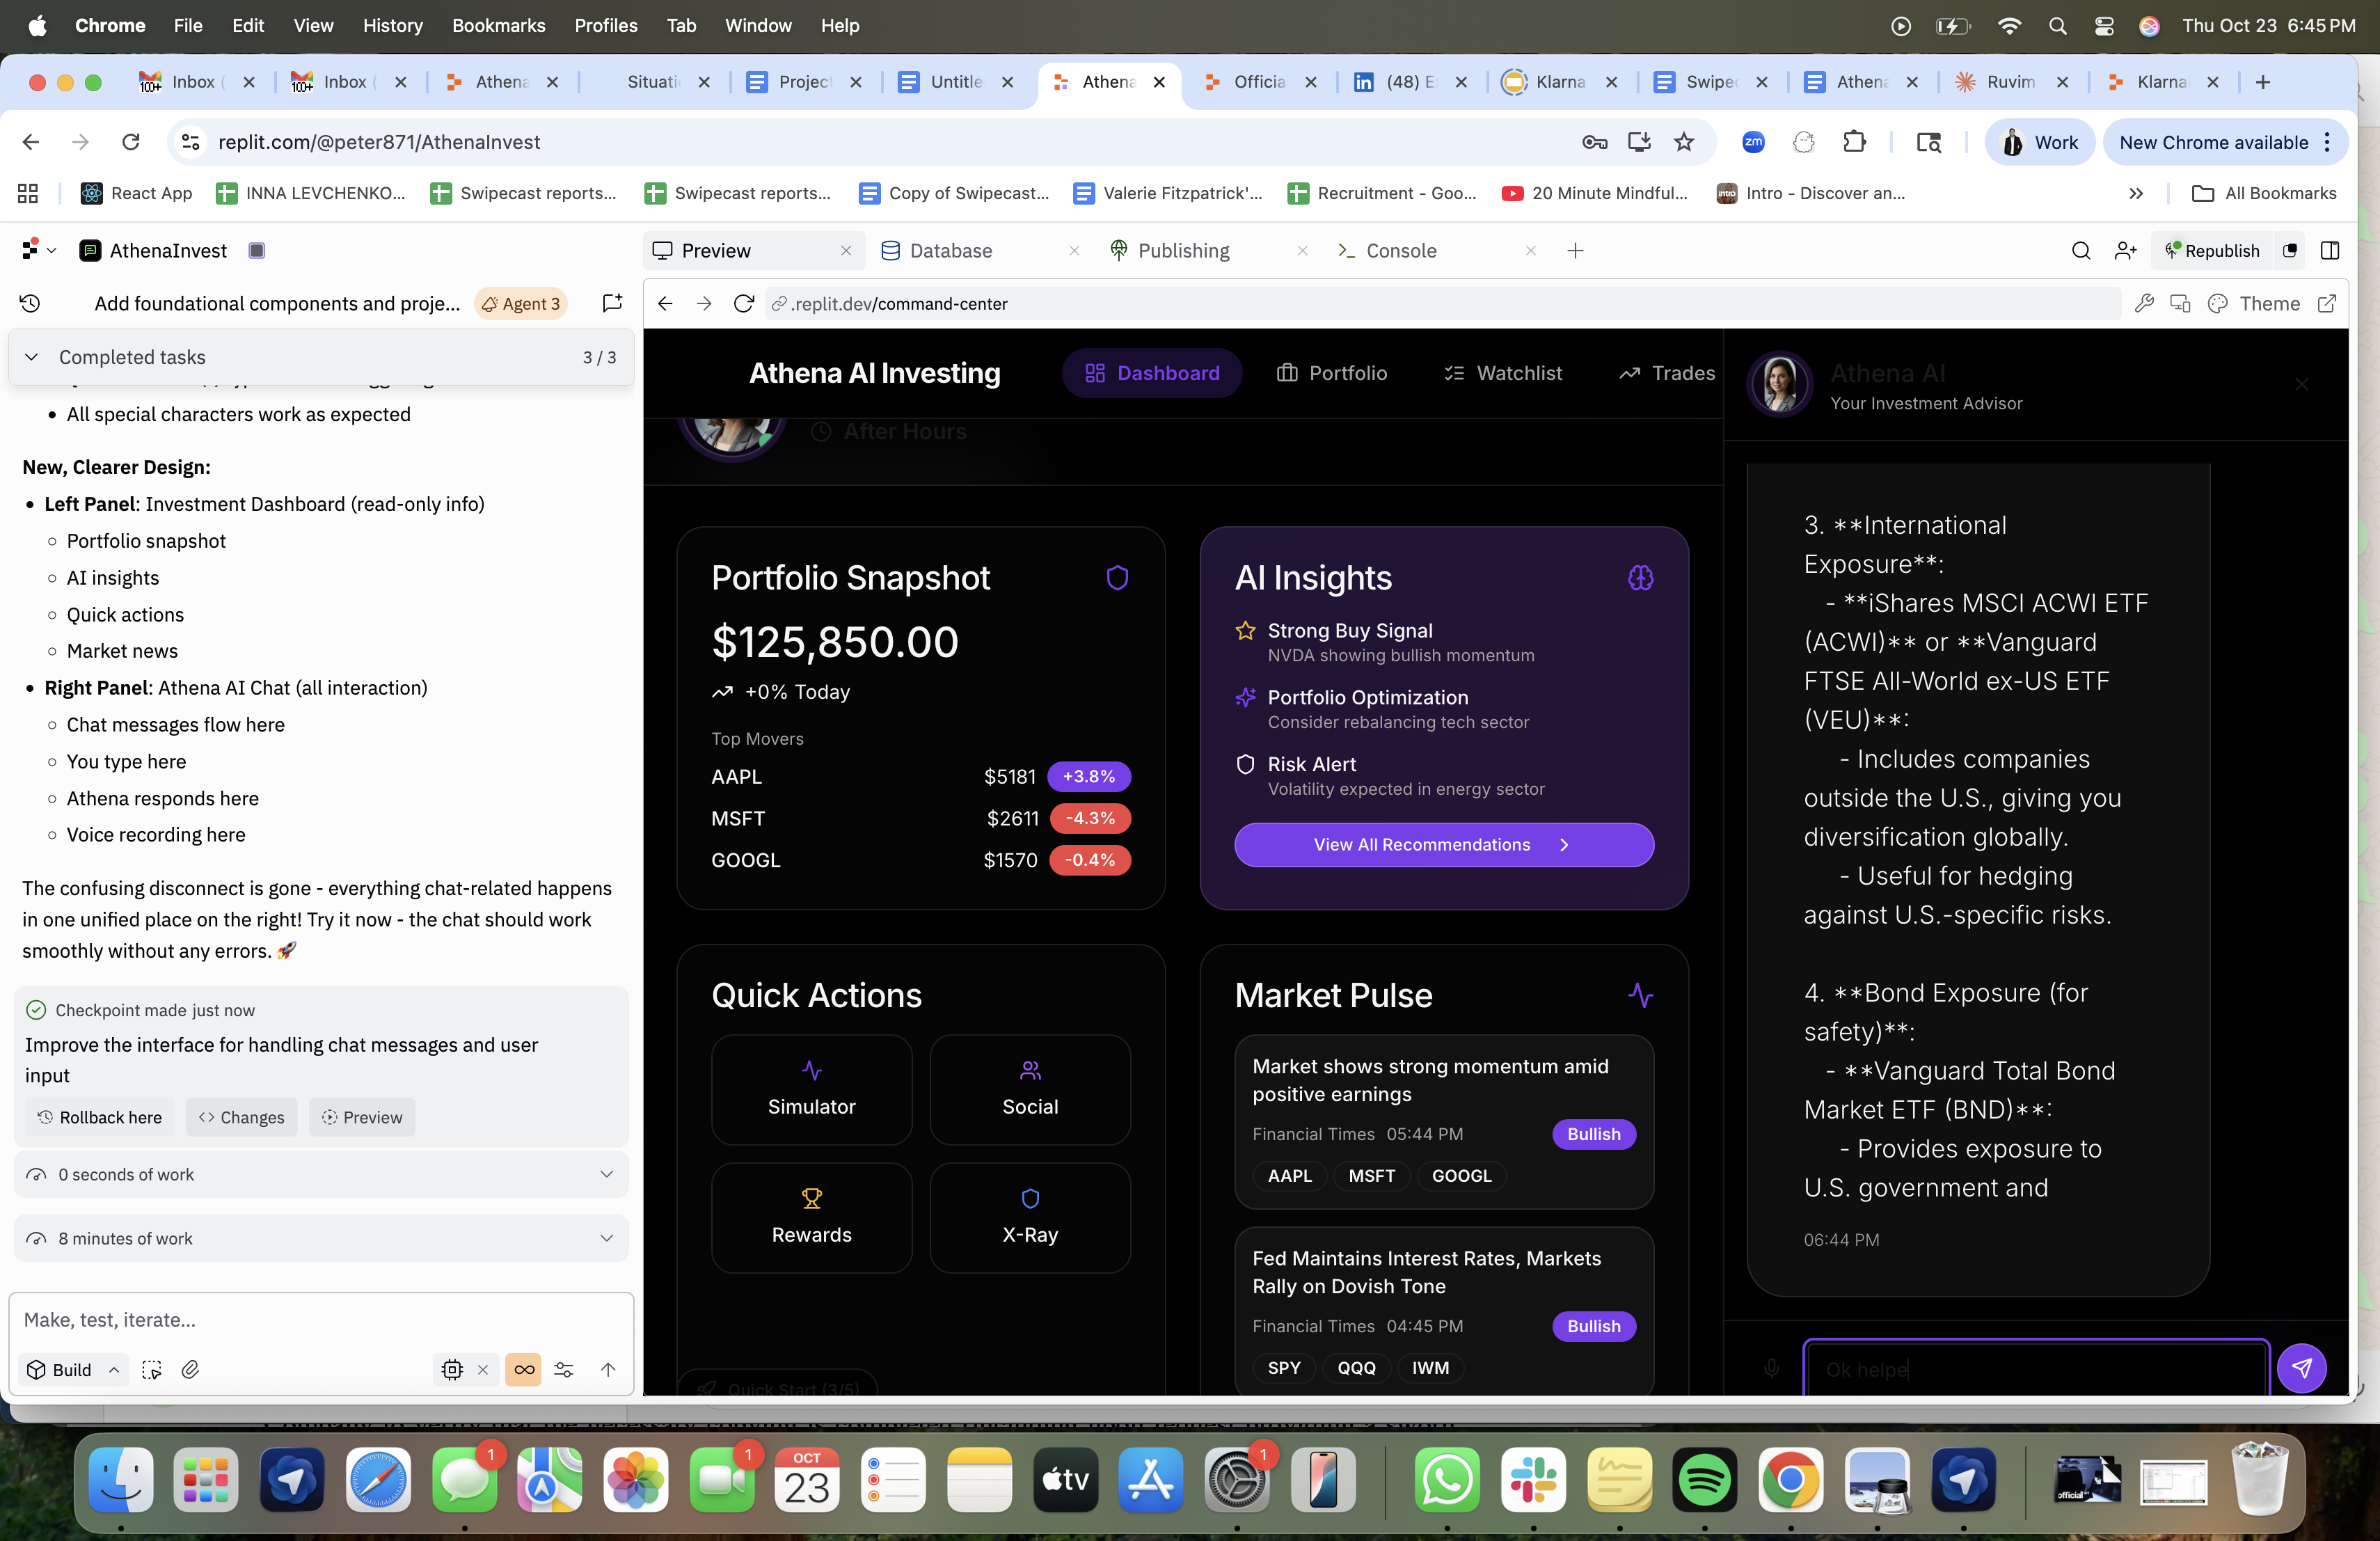 Chrome File Edit View History Bookmarks Profiles Tab Window Help
Thu Oct 23 6:45 PM
100+ Inbox (
100+ Inbox (
Athena
Situati
Project
Untitle
Athena
Officia
(48) E
Klarna
Swipec
Athena
Ruvim
Klarna
replit.com/@peter871/AthenaInvest
zm
Work
New Chrome available
React App
INNA LEVCHENKO...
Swipecast reports...
Swipecast reports...
Copy of Swipecast...
Valerie Fitzpatrick'...
Recruitment - Goo...
20 Minute Mindful...
Intro - Discover an...
All Bookmarks
AthenaInvest
Preview
Database
Publishing
Console
Republish
Add foundational components and proje...
Agent 3
Completed tasks
3 / 3
All special characters work as expected
New, Clearer Design:
Left Panel: Investment Dashboard (read-only info)
Portfolio snapshot
AI insights
Quick actions
Market news
Right Panel: Athena AI Chat (all interaction)
Chat messages flow here
You type here
Athena responds here
Voice recording here
The confusing disconnect is gone - everything chat-related happens
in one unified place on the right! Try it now - the chat should work
smoothly without any errors. 🚀
Checkpoint made just now
Improve the interface for handling chat messages and user
input
Rollback here
Changes
Preview
0 seconds of work
8 minutes of work
Make, test, iterate...
Build
.replit.dev/command-center
Theme
Athena AI Investing
Dashboard
Portfolio
Watchlist
Trades
After Hours
Portfolio Snapshot
$125,850.00
+0% Today
Top Movers
AAPL $5181 +3.8%
MSFT $2611 -4.3%
GOOGL $1570 -0.4%
AI Insights
Strong Buy Signal
NVDA showing bullish momentum
Portfolio Optimization
Consider rebalancing tech sector
Risk Alert
Volatility expected in energy sector
View All Recommendations
Quick Actions
Simulator
Social
Rewards
X-Ray
Quick Start (3/5)
Market Pulse
Market shows strong momentum amid
positive earnings
Financial Times 05:44 PM
Bullish
AAPL MSFT GOOGL
Fed Maintains Interest Rates, Markets
Rally on Dovish Tone
Financial Times 04:45 PM
Bullish
SPY QQQ IWM
Athena AI
Your Investment Advisor
3. **International
Exposure**:
- **iShares MSCI ACWI ETF
(ACWI)** or **Vanguard
FTSE All-World ex-US ETF
(VEU)**:
- Includes companies
outside the U.S., giving you
diversification globally.
- Useful for hedging
against U.S.-specific risks.
4. **Bond Exposure (for
safety)**:
- **Vanguard Total Bond
Market ETF (BND)**:
- Provides exposure to
U.S. government and
06:44 PM
Ok helpe
1
1
OCT
23
tv
1
official